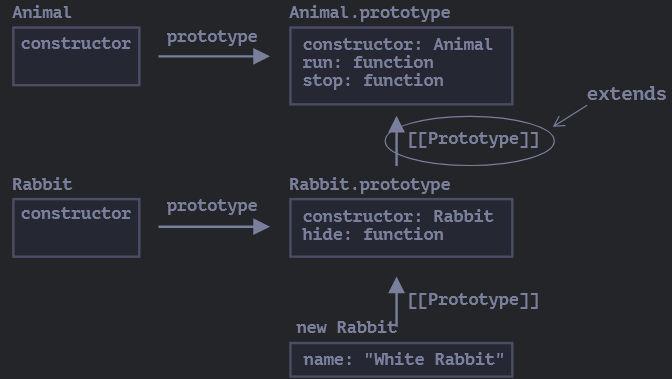 Animal
Animal.prototype
constructor
prototype
constructor: Animal
run: function
stop: function
extends
[[Prototype]]
Rabbit
Rabbit.prototype
constructor
prototype
constructor: Rabbit
hide: function
[[Prototype]]
new Rabbit
name: "White Rabbit"